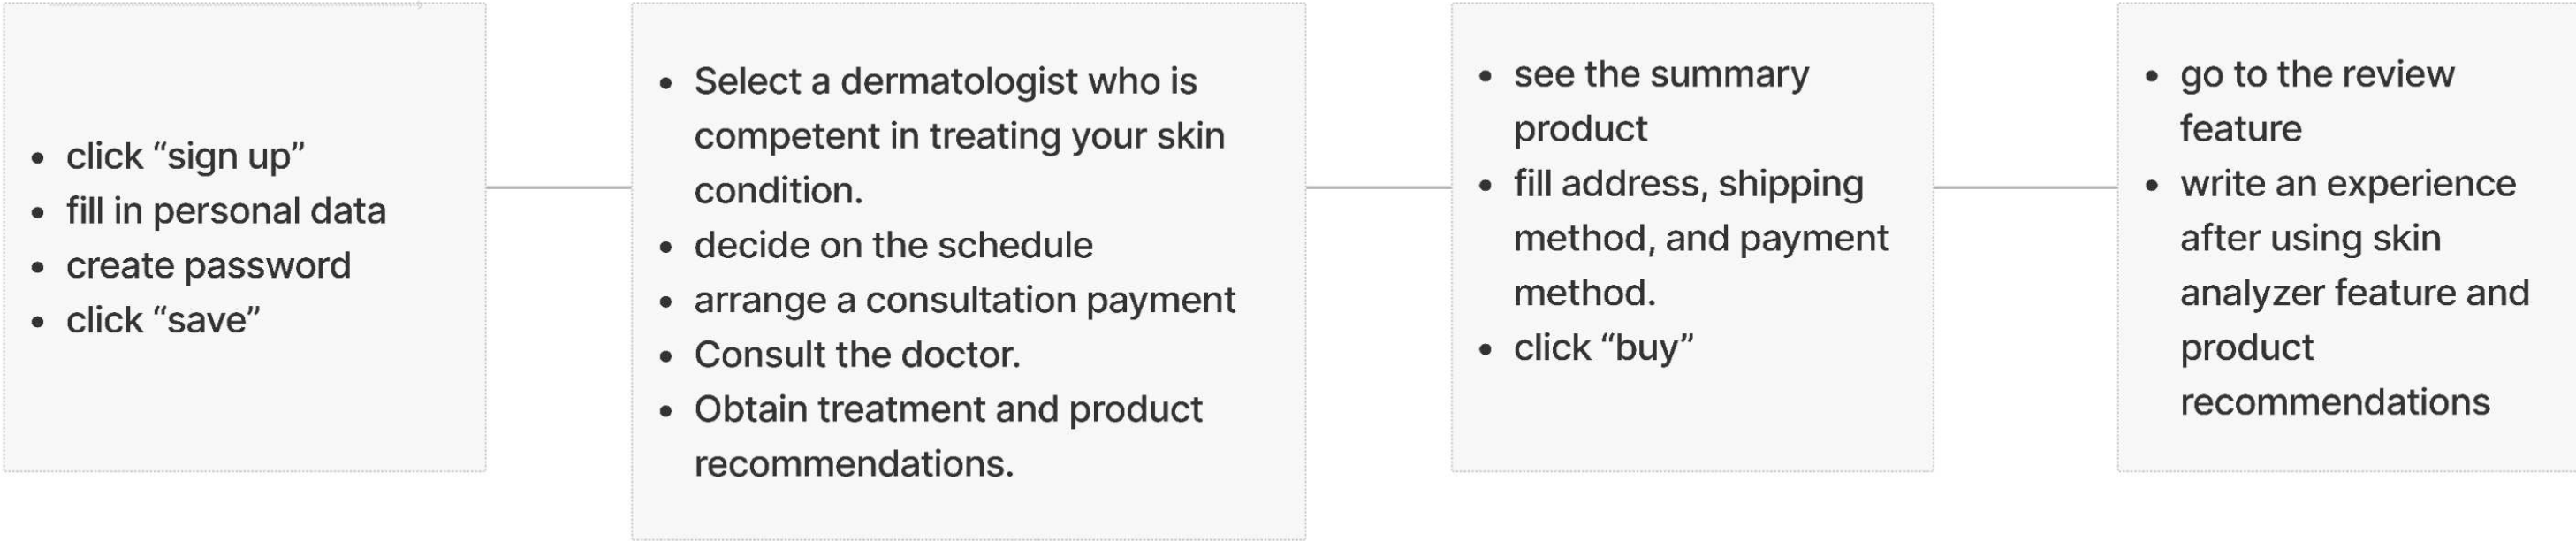 • click “sign up”
• fill in personal data
• create password
• click “save”
• Select a dermatologist who is
competent in treating your skin
condition.
• decide on the schedule
• arrange a consultation payment
• Consult the doctor.
• Obtain treatment and product
recommendations.
• see the summary
product
• fill address, shipping
method, and payment
method.
• click “buy”
• go to the review
feature
• write an experience
after using skin
analyzer feature and
product
recommendations